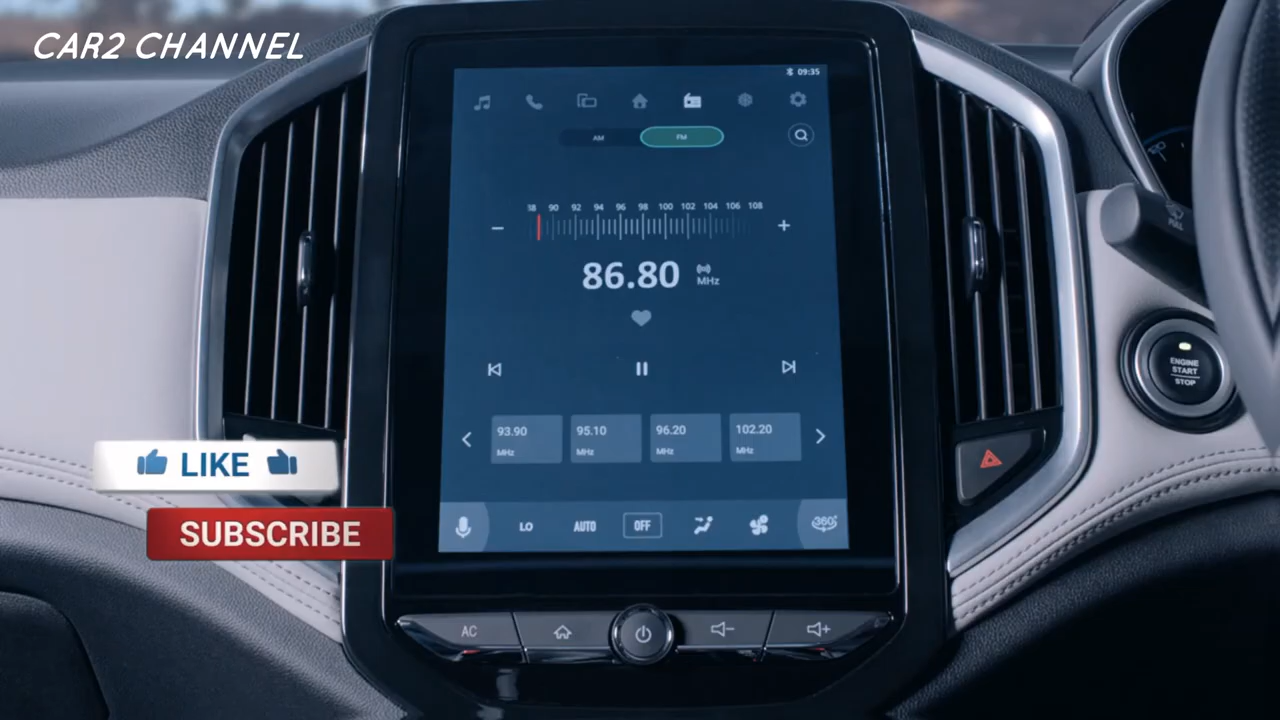 CAR2 CHANNEL
09:35
AM FM
90 92 94 96 98 100 102 104 106 108
86.80 MHz
93.90 MHz
95.10 MHz
96.20 MHz
102.20 MHz
LO AUTO OFF 360°
PULL
ENGINE
START
STOP
LIKE
SUBSCRIBE
AC